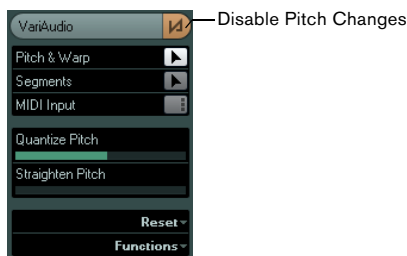 VariAudio
Disable Pitch Changes
Pitch & Warp
Segments
MIDI Input
Quantize Pitch
Straighten Pitch
Reset
Functions